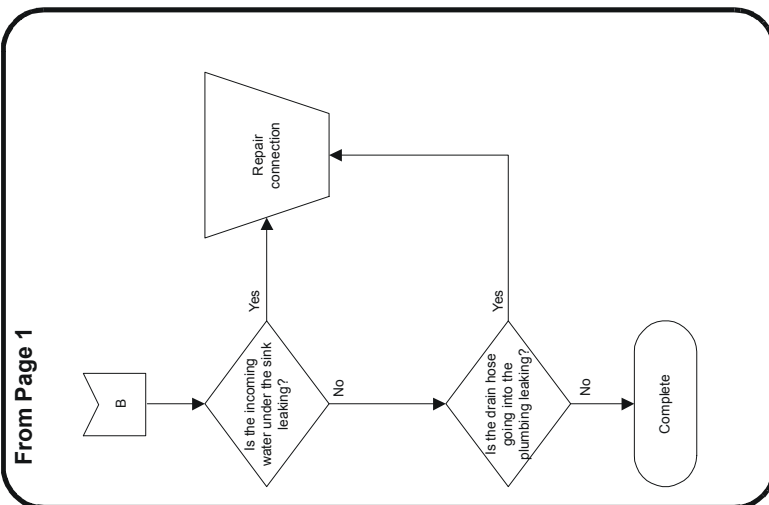 From Page 1
B
Is the incoming
water under the sink
leaking?
Yes
Repair
connection
No
Is the drain hose
going into the
plumbing leaking?
Yes
No
Complete